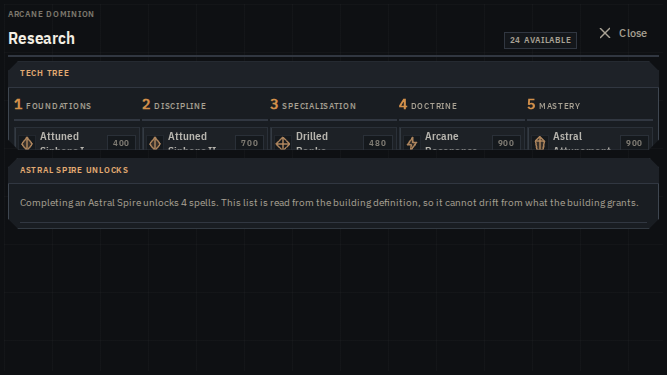 ARCANE DOMINION
Research
24 AVAILABLE
Close
TECH TREE
1 FOUNDATIONS
2 DISCIPLINE
3 SPECIALISATION
4 DOCTRINE
5 MASTERY
Attuned
400
Attuned
700
Drilled
480
Arcane
900
Astral
900
ASTRAL SPIRE UNLOCKS
Completing an Astral Spire unlocks 4 spells. This list is read from the building definition, so it cannot drift from what the building grants.